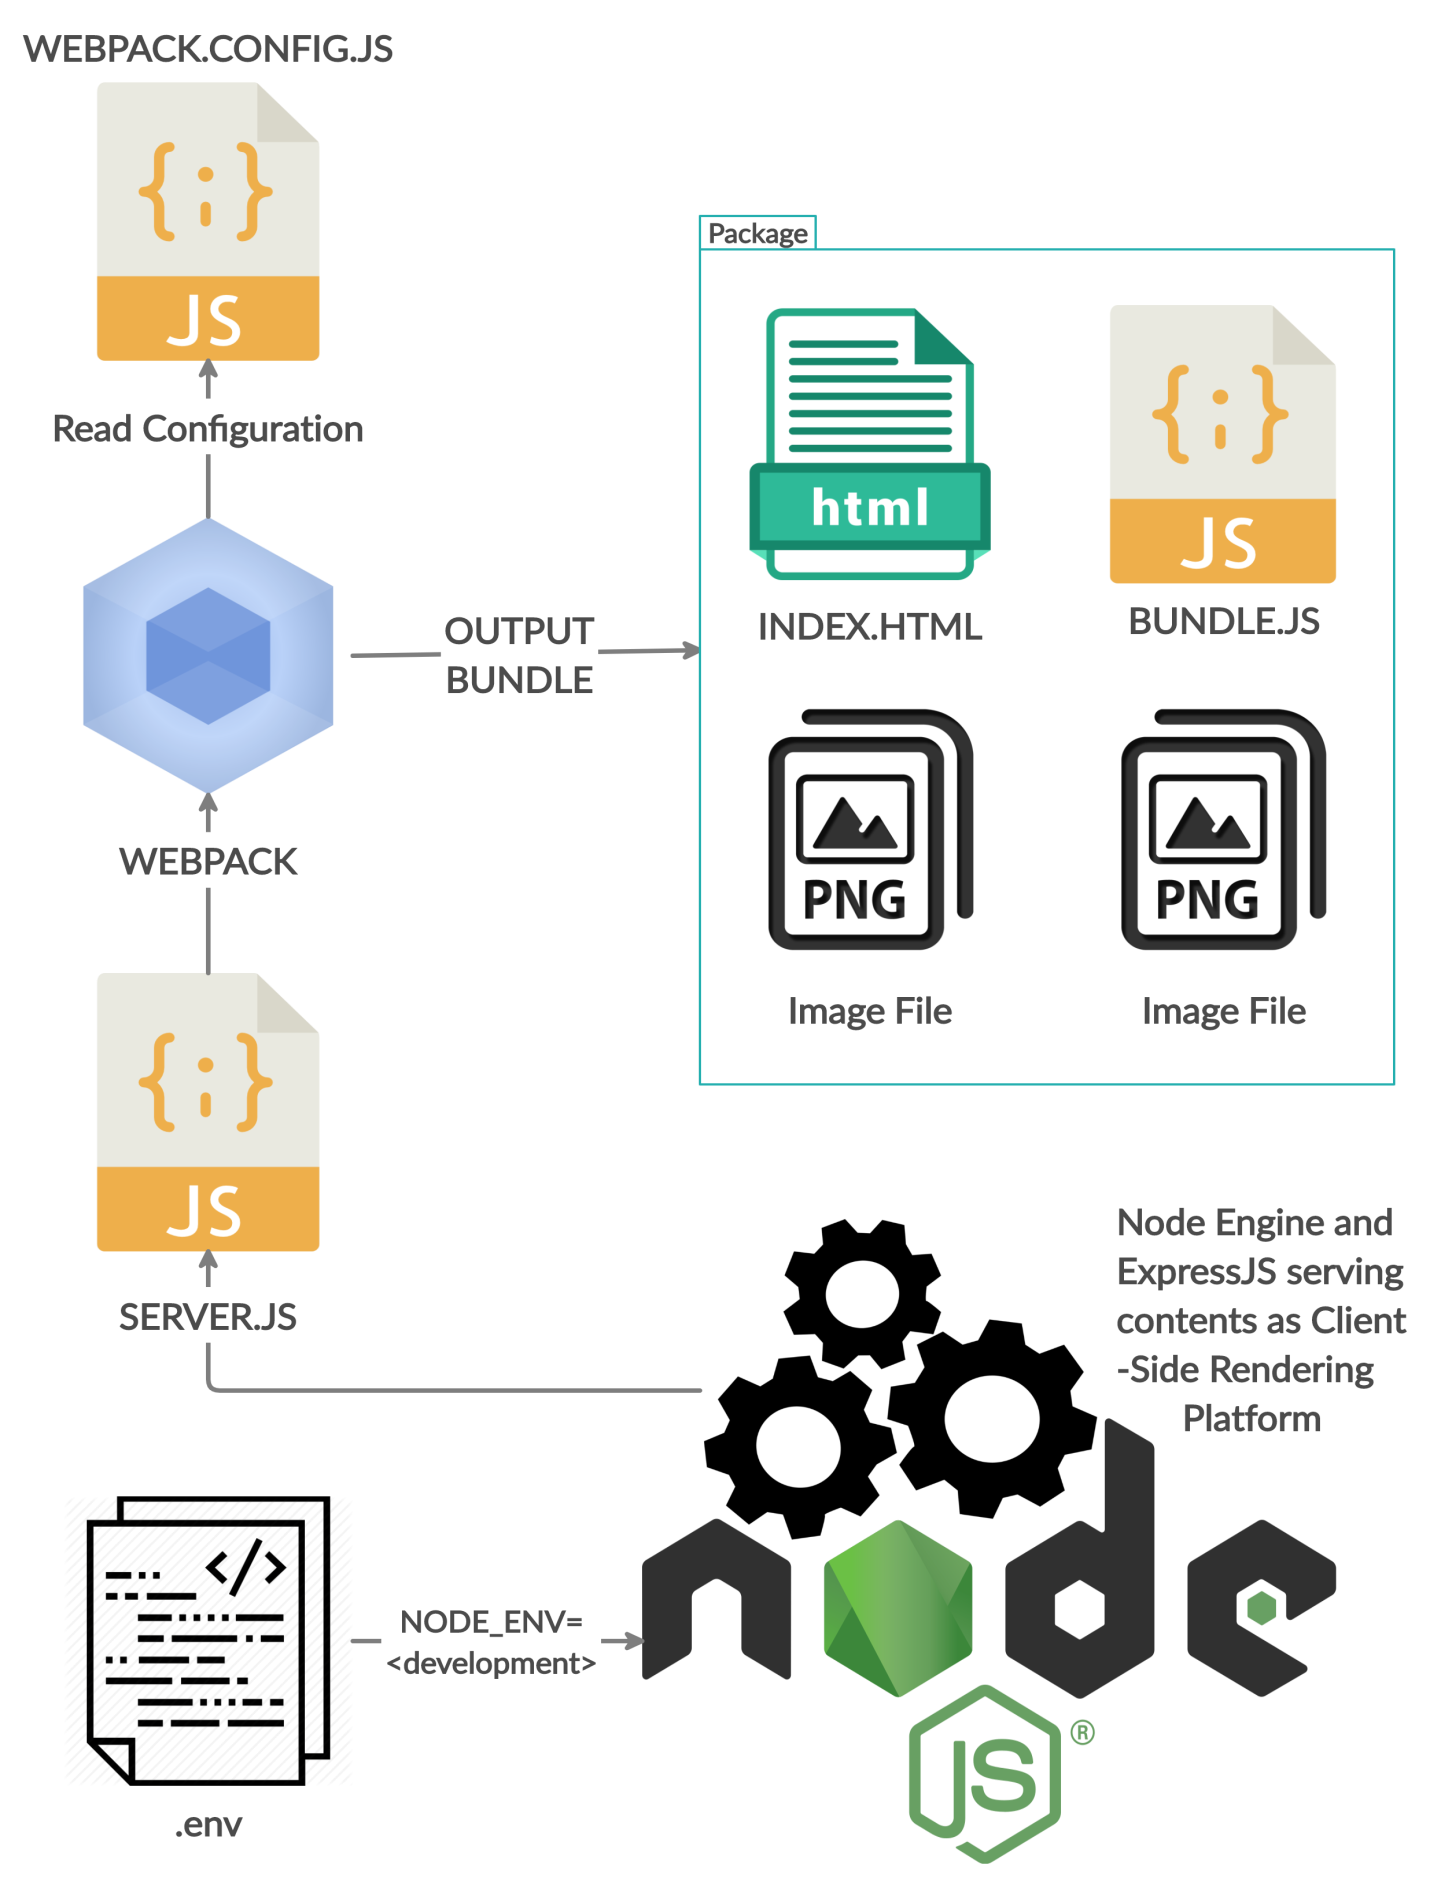 WEBPACK.CONFIG.JS
JS
Read Configuration
Package
html
INDEX.HTML
JS
BUNDLE.JS
OUTPUT
BUNDLE
PNG
Image File
PNG
Image File
WEBPACK
JS
SERVER.JS
Node Engine and
ExpressJS serving
contents as Client
-Side Rendering
Platform
</>
.env
NODE_ENV=
<development>
node
JS
®